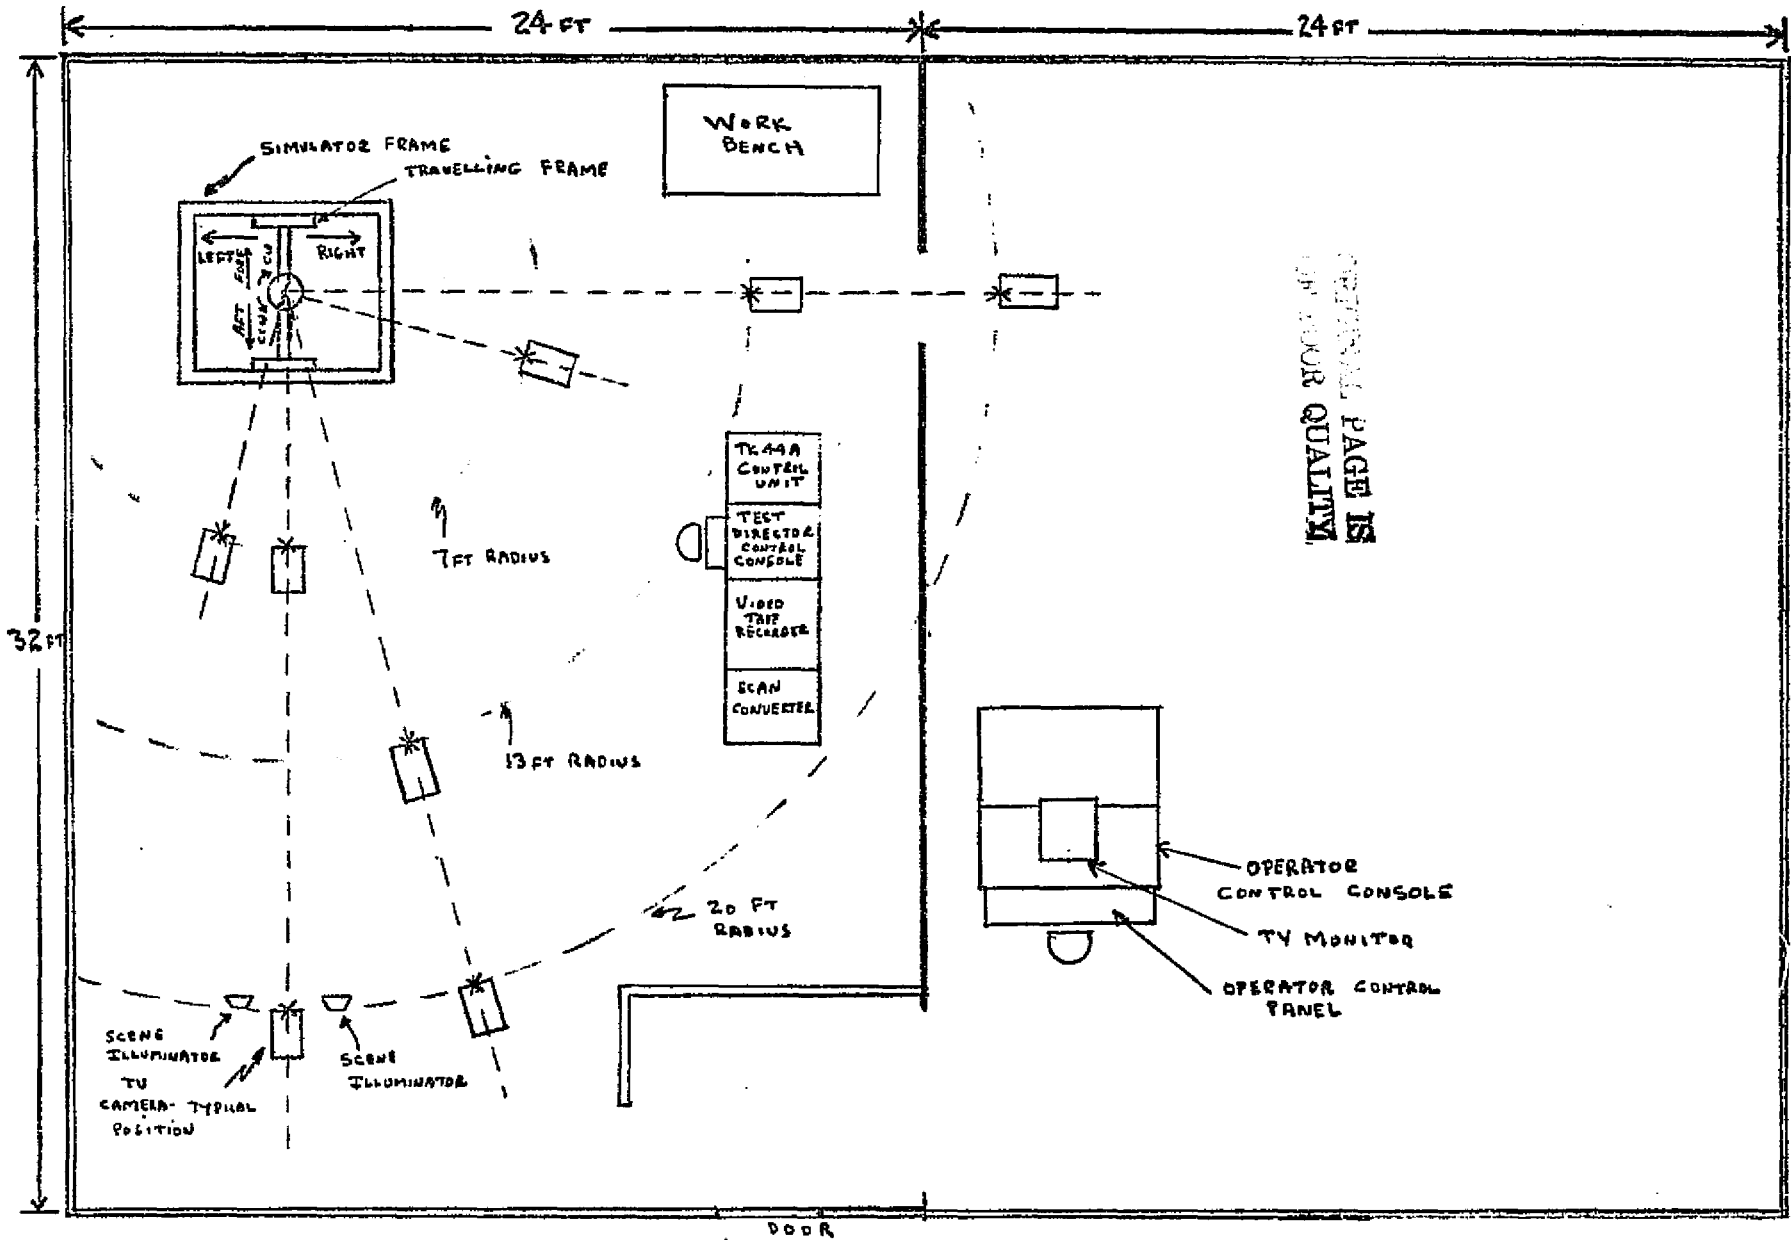 24 FT
24 FT
WORK
BENCH
SIMULATOR FRAME
TRAVELLING FRAME
LEFT
RIGHT
FORE
AFT
CW
CCW
32 FT
TK44A
CONTROL
UNIT
TEST
DIRECTOR
CONTROL
CONSOLE
VIDEO
TAPE
RECORDER
SCAN
CONVERTER
7 FT RADIUS
13 FT RADIUS
20 FT
RADIUS
PAGE IS
POOR QUALITY
OPERATOR
CONTROL CONSOLE
TV MONITOR
OPERATOR CONTROL
PANEL
SCENE
ILLUMINATOR
SCENE
ILLUMINATOR
TV
CAMERA- TYPICAL
POSITION
DOOR